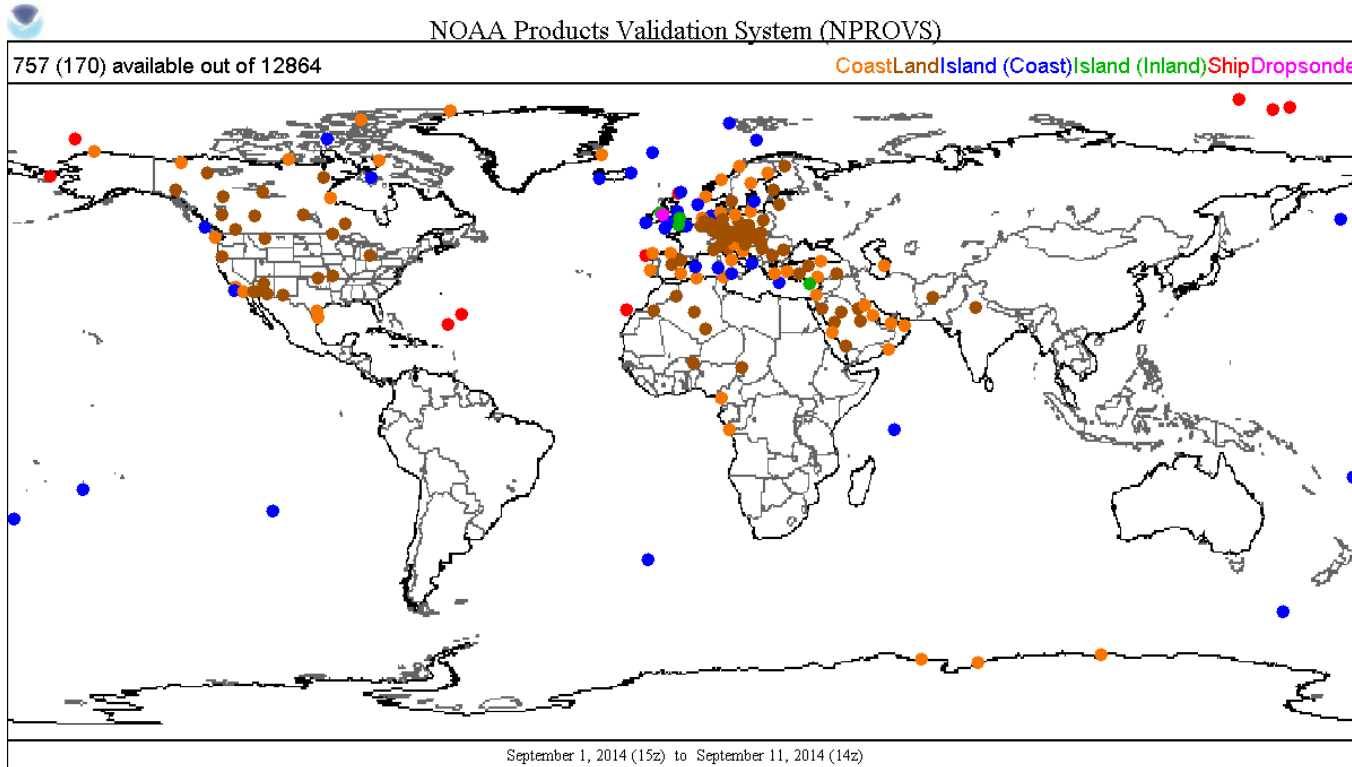 NOAA Products Validation System (NPROVS)
757 (170) available out of 12864
CoastLandIsland (Coast)Island (Inland)ShipDropsonde
September 1, 2014 (15z) to September 11, 2014 (14z)